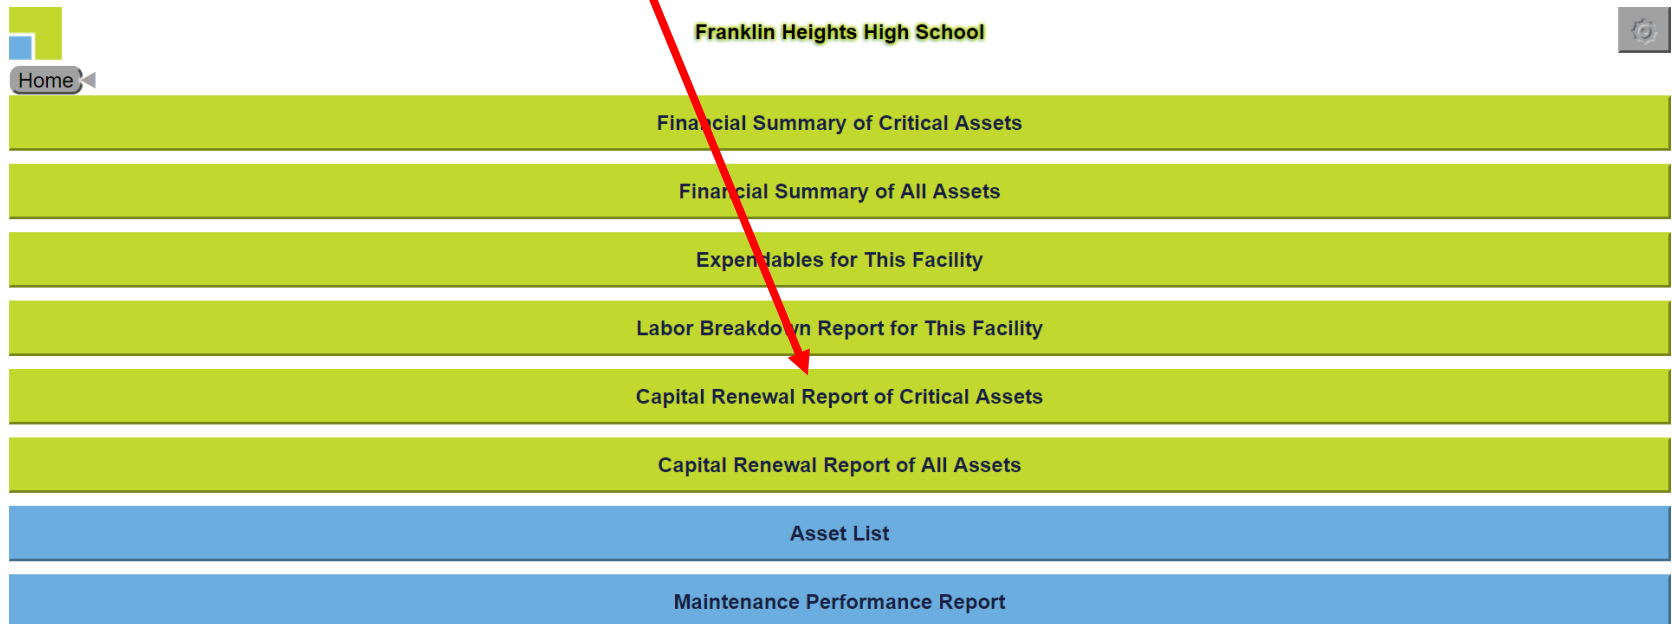 Franklin Heights High School
Home
Financial Summary of Critical Assets
Financial Summary of All Assets
Expendables for This Facility
Labor Breakdown Report for This Facility
Capital Renewal Report of Critical Assets
Capital Renewal Report of All Assets
Asset List
Maintenance Performance Report